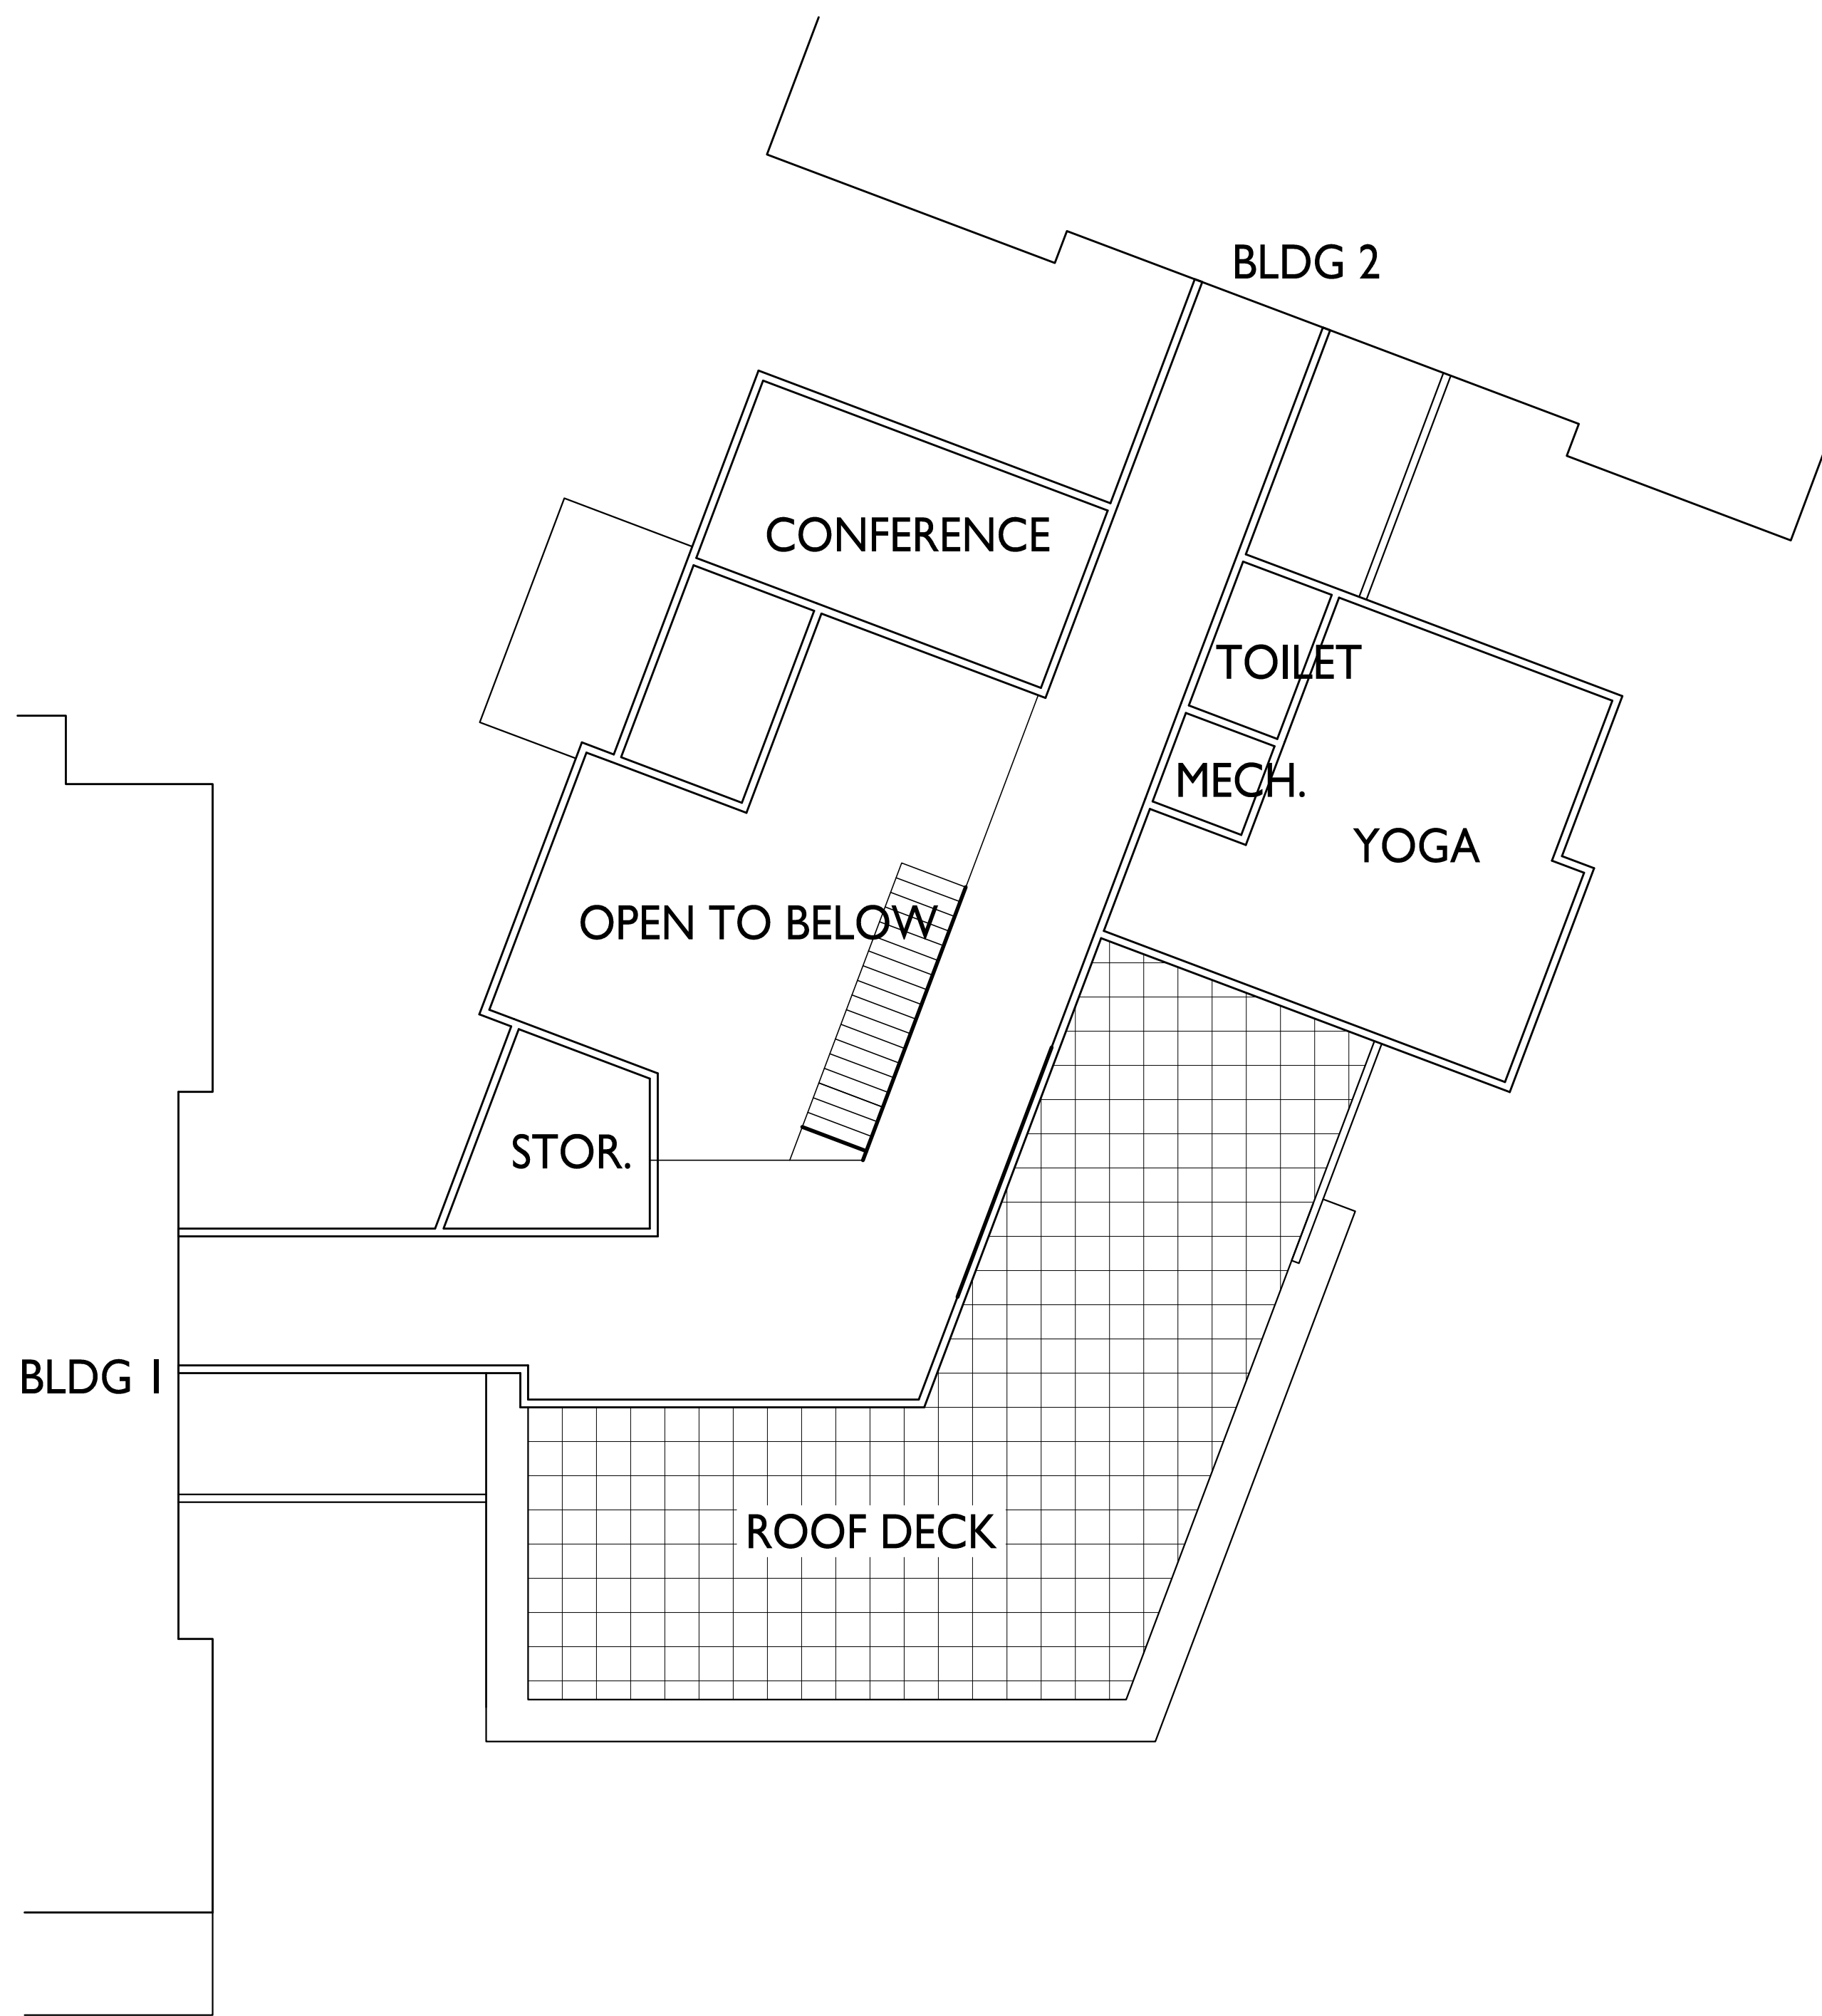 BLDG 2
CONFERENCE
TOILET
MECH.
YOGA
OPEN TO BELOW
STOR.
BLDG 1
ROOF DECK